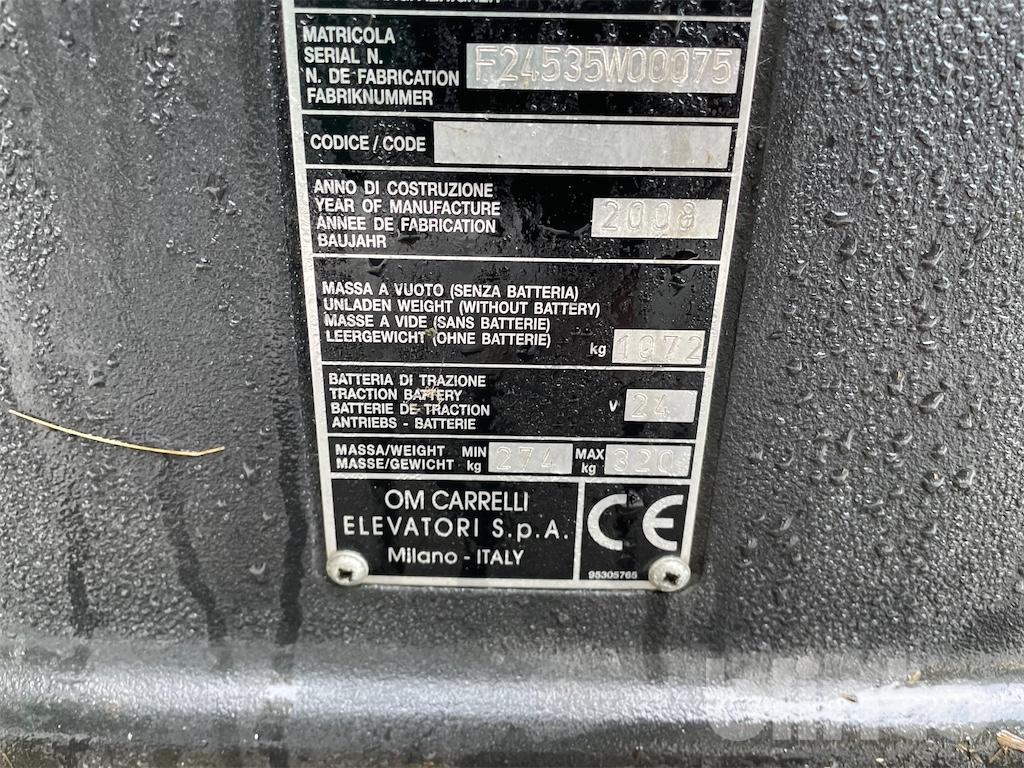 MATRICOLA
SERIAL N.
N. DE FABRICATION
FABRIKNUMMER
F24535W00075
CODICE / CODE
ANNO DI COSTRUZIONE
YEAR OF MANUFACTURE
ANNEE DE FABRICATION
BAUJAHR
2008
MASSA A VUOTO (SENZA BATTERIA)
UNLADEN WEIGHT (WITHOUT BATTERY)
MASSE A VIDE (SANS BATTERIE)
LEERGEWICHT (OHNE BATTERIE)
kg 1972
BATTERIA DI TRAZIONE
TRACTION BATTERY
BATTERIE DE TRACTION
ANTRIEBS - BATTERIE
V 24
MASSA/WEIGHT MIN
MASSE/GEWICHT kg 274
MAX
kg 320
OM CARRELLI
ELEVATORI S.p.A.
Milano - ITALY
CE
95305765